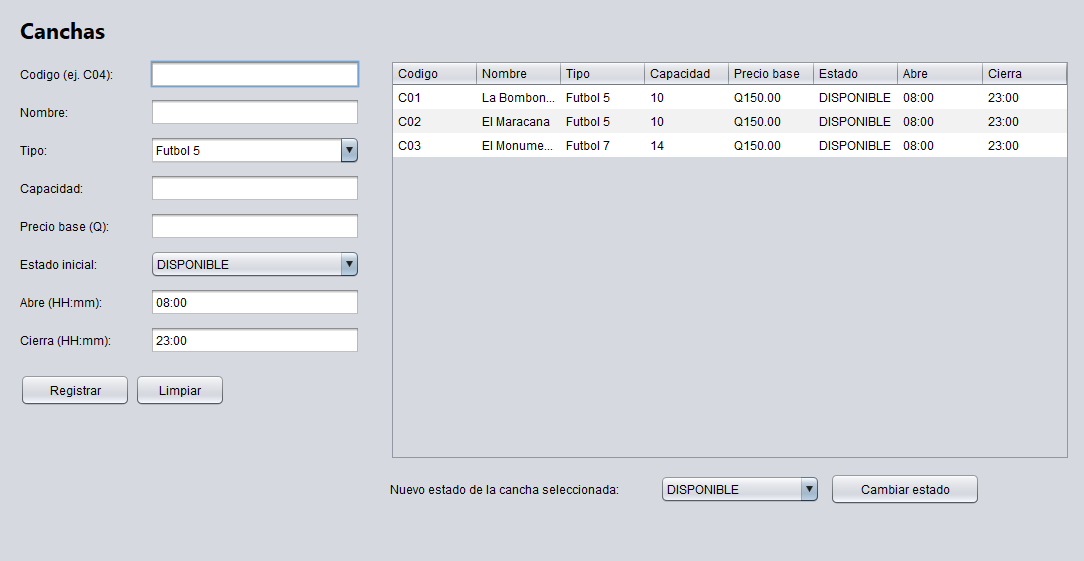 Canchas
Codigo (ej. C04):
Nombre:
Tipo: Futbol 5
Capacidad:
Precio base (Q):
Estado inicial: DISPONIBLE
Abre (HH:mm): 08:00
Cierra (HH:mm): 23:00
Registrar Limpiar
Codigo Nombre Tipo Capacidad Precio base Estado Abre Cierra
C01 La Bombon... Futbol 5 10 Q150.00 DISPONIBLE 08:00 23:00
C02 El Maracana Futbol 5 10 Q150.00 DISPONIBLE 08:00 23:00
C03 El Monume... Futbol 7 14 Q150.00 DISPONIBLE 08:00 23:00
Nuevo estado de la cancha seleccionada: DISPONIBLE Cambiar estado